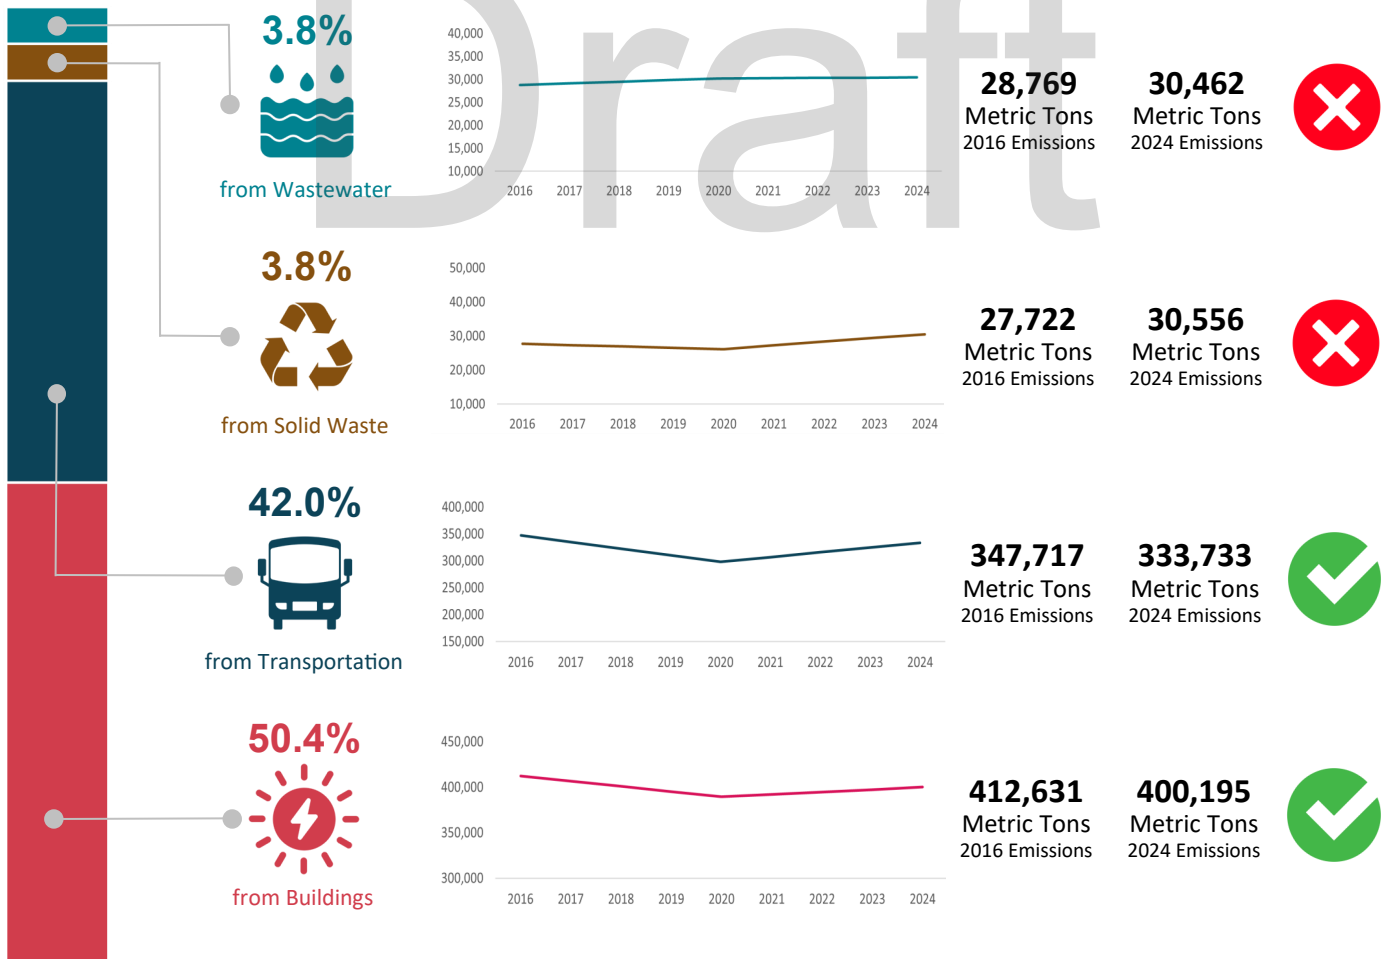 Draft
3.8%
from Wastewater
40,000
35,000
30,000
25,000
20,000
15,000
10,000
2016 2017 2018 2019 2020 2021 2022 2023 2024
28,769
Metric Tons
2016 Emissions
30,462
Metric Tons
2024 Emissions
3.8%
from Solid Waste
50,000
40,000
30,000
20,000
10,000
2016 2017 2018 2019 2020 2021 2022 2023 2024
27,722
Metric Tons
2016 Emissions
30,556
Metric Tons
2024 Emissions
42.0%
from Transportation
400,000
350,000
300,000
250,000
200,000
150,000
2016 2017 2018 2019 2020 2021 2022 2023 2024
347,717
Metric Tons
2016 Emissions
333,733
Metric Tons
2024 Emissions
50.4%
from Buildings
450,000
400,000
350,000
300,000
2016 2017 2018 2019 2020 2021 2022 2023 2024
412,631
Metric Tons
2016 Emissions
400,195
Metric Tons
2024 Emissions